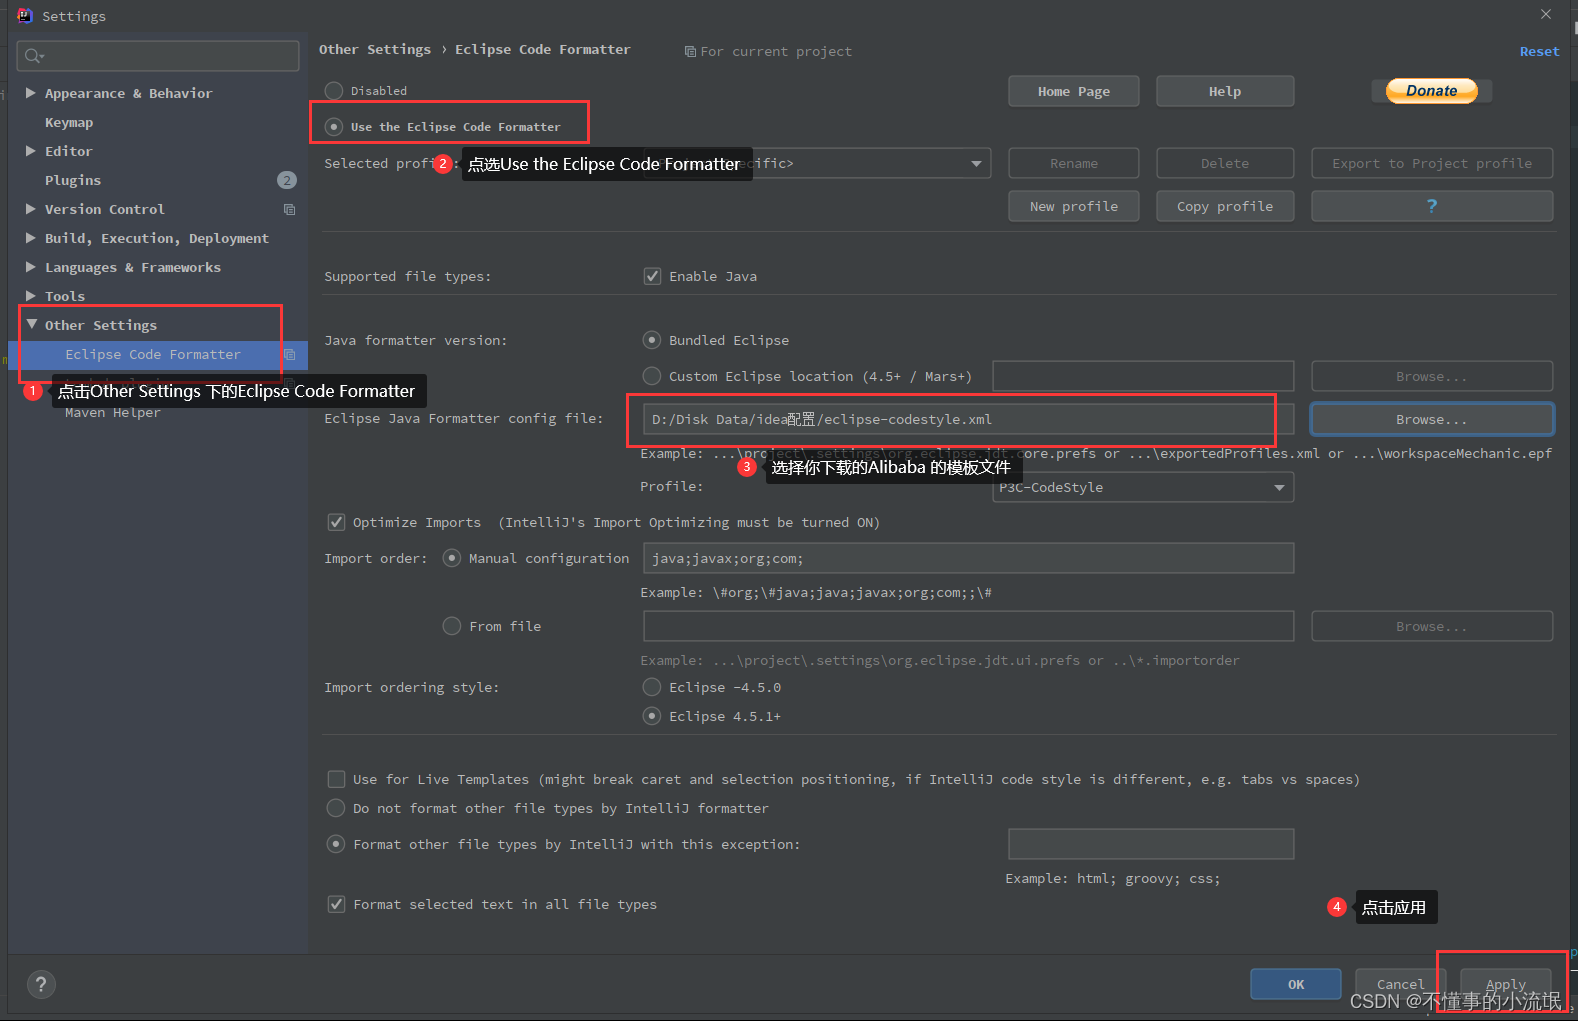 Settings
Other Settings › Eclipse Code Formatter
For current project
Reset
Appearance & Behavior
Keymap
Editor
Plugins
2
Version Control
Build, Execution, Deployment
Languages & Frameworks
Tools
Other Settings
Eclipse Code Formatter
1 点击Other Settings 下的Eclipse Code Formatter
Maven Helper
Disabled
Home Page
Help
Donate
Use the Eclipse Code Formatter
Selected
2 点选Use the Eclipse Code Formatter
Rename
Delete
Export to Project profile
New profile
Copy profile
?
Supported file types:
Enable Java
Java formatter version:
Bundled Eclipse
Custom Eclipse location (4.5+ / Mars+)
Browse...
Eclipse Java Formatter config file:
D:/Disk Data/idea配置/eclipse-codestyle.xml
Browse...
Example: ...\project\.settings\org.eclipse.jdt.core.prefs or ...\exportedProfiles.xml or ...\workspaceMechanic.epf
3 选择你下载的Alibaba 的模板文件
Profile:
P3C-CodeStyle
Optimize Imports (IntelliJ's Import Optimizing must be turned ON)
Import order:
Manual configuration
java;javax;org;com;
Example: \#org;\#java;java;javax;org;com;;\#
From file
Browse...
Example: ...\project\.settings\org.eclipse.jdt.ui.prefs or ..\*.importorder
Import ordering style:
Eclipse -4.5.0
Eclipse 4.5.1+
Use for Live Templates (might break caret and selection positioning, if IntelliJ code style is different, e.g. tabs vs spaces)
Do not format other file types by IntelliJ formatter
Format other file types by IntelliJ with this exception:
Example: html; groovy; css;
Format selected text in all file types
4 点击应用
?
OK
Cancel
Apply
CSDN @不懂事的小流氓